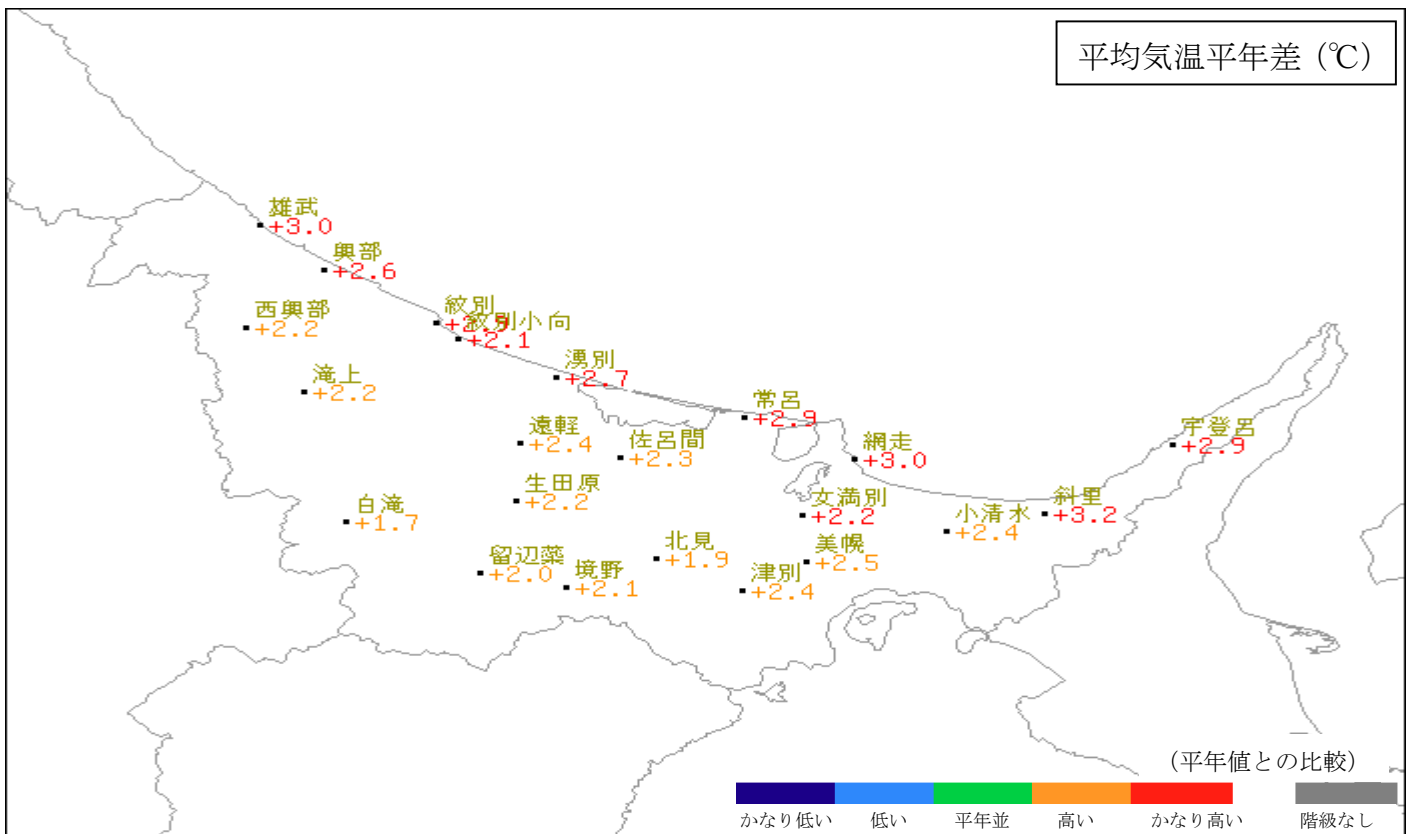 平均気温平年差（℃）
雄武
+3.0
興部
+2.6
西興部
+2.2
紋別
+2.9
紋別小向
+2.1
滝上
+2.2
湧別
+2.7
常呂
+2.9
遠軽
+2.4
佐呂間
+2.3
網走
+3.0
宇登呂
+2.9
生田原
+2.2
白滝
+1.7
女満別
+2.2
小清水
+2.4
斜里
+3.2
北見
+1.9
美幌
+2.5
留辺蘂
+2.0
境野
+2.1
津別
+2.4
（平年値との比較）
かなり低い 低い 平年並 高い かなり高い 階級なし